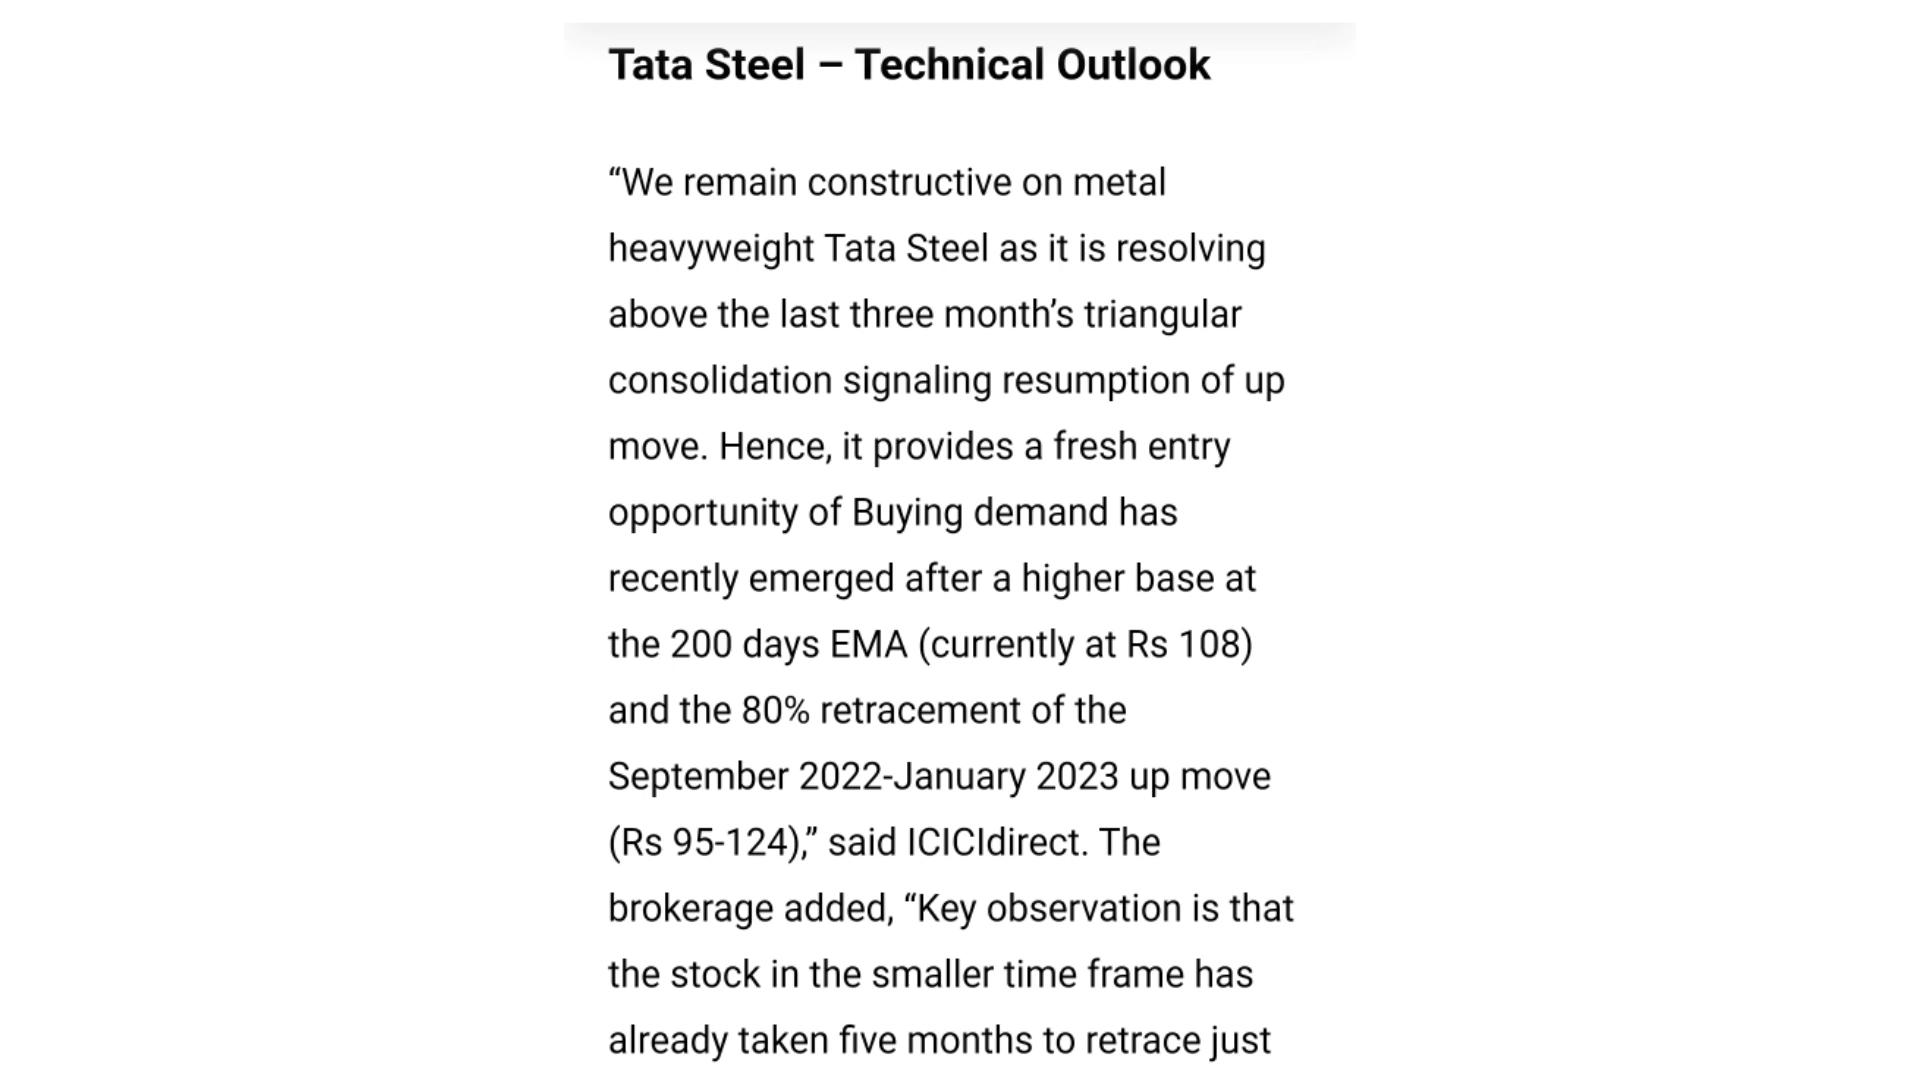 Tata Steel – Technical Outlook
“We remain constructive on metal
heavyweight Tata Steel as it is resolving
above the last three month’s triangular
consolidation signaling resumption of up
move. Hence, it provides a fresh entry
opportunity of Buying demand has
recently emerged after a higher base at
the 200 days EMA (currently at Rs 108)
and the 80% retracement of the
September 2022-January 2023 up move
(Rs 95-124),” said ICICIdirect. The
brokerage added, “Key observation is that
the stock in the smaller time frame has
already taken five months to retrace just